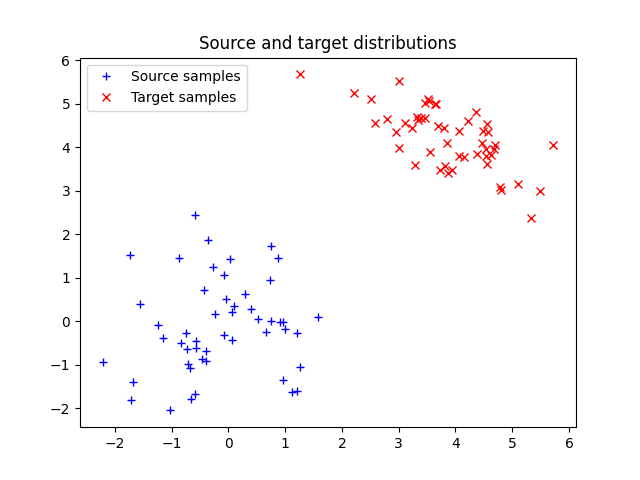 Source and target distributions
Source samples
Target samples
6
5
4
3
2
1
0
−1
−2
−2 −1 0 1 2 3 4 5 6